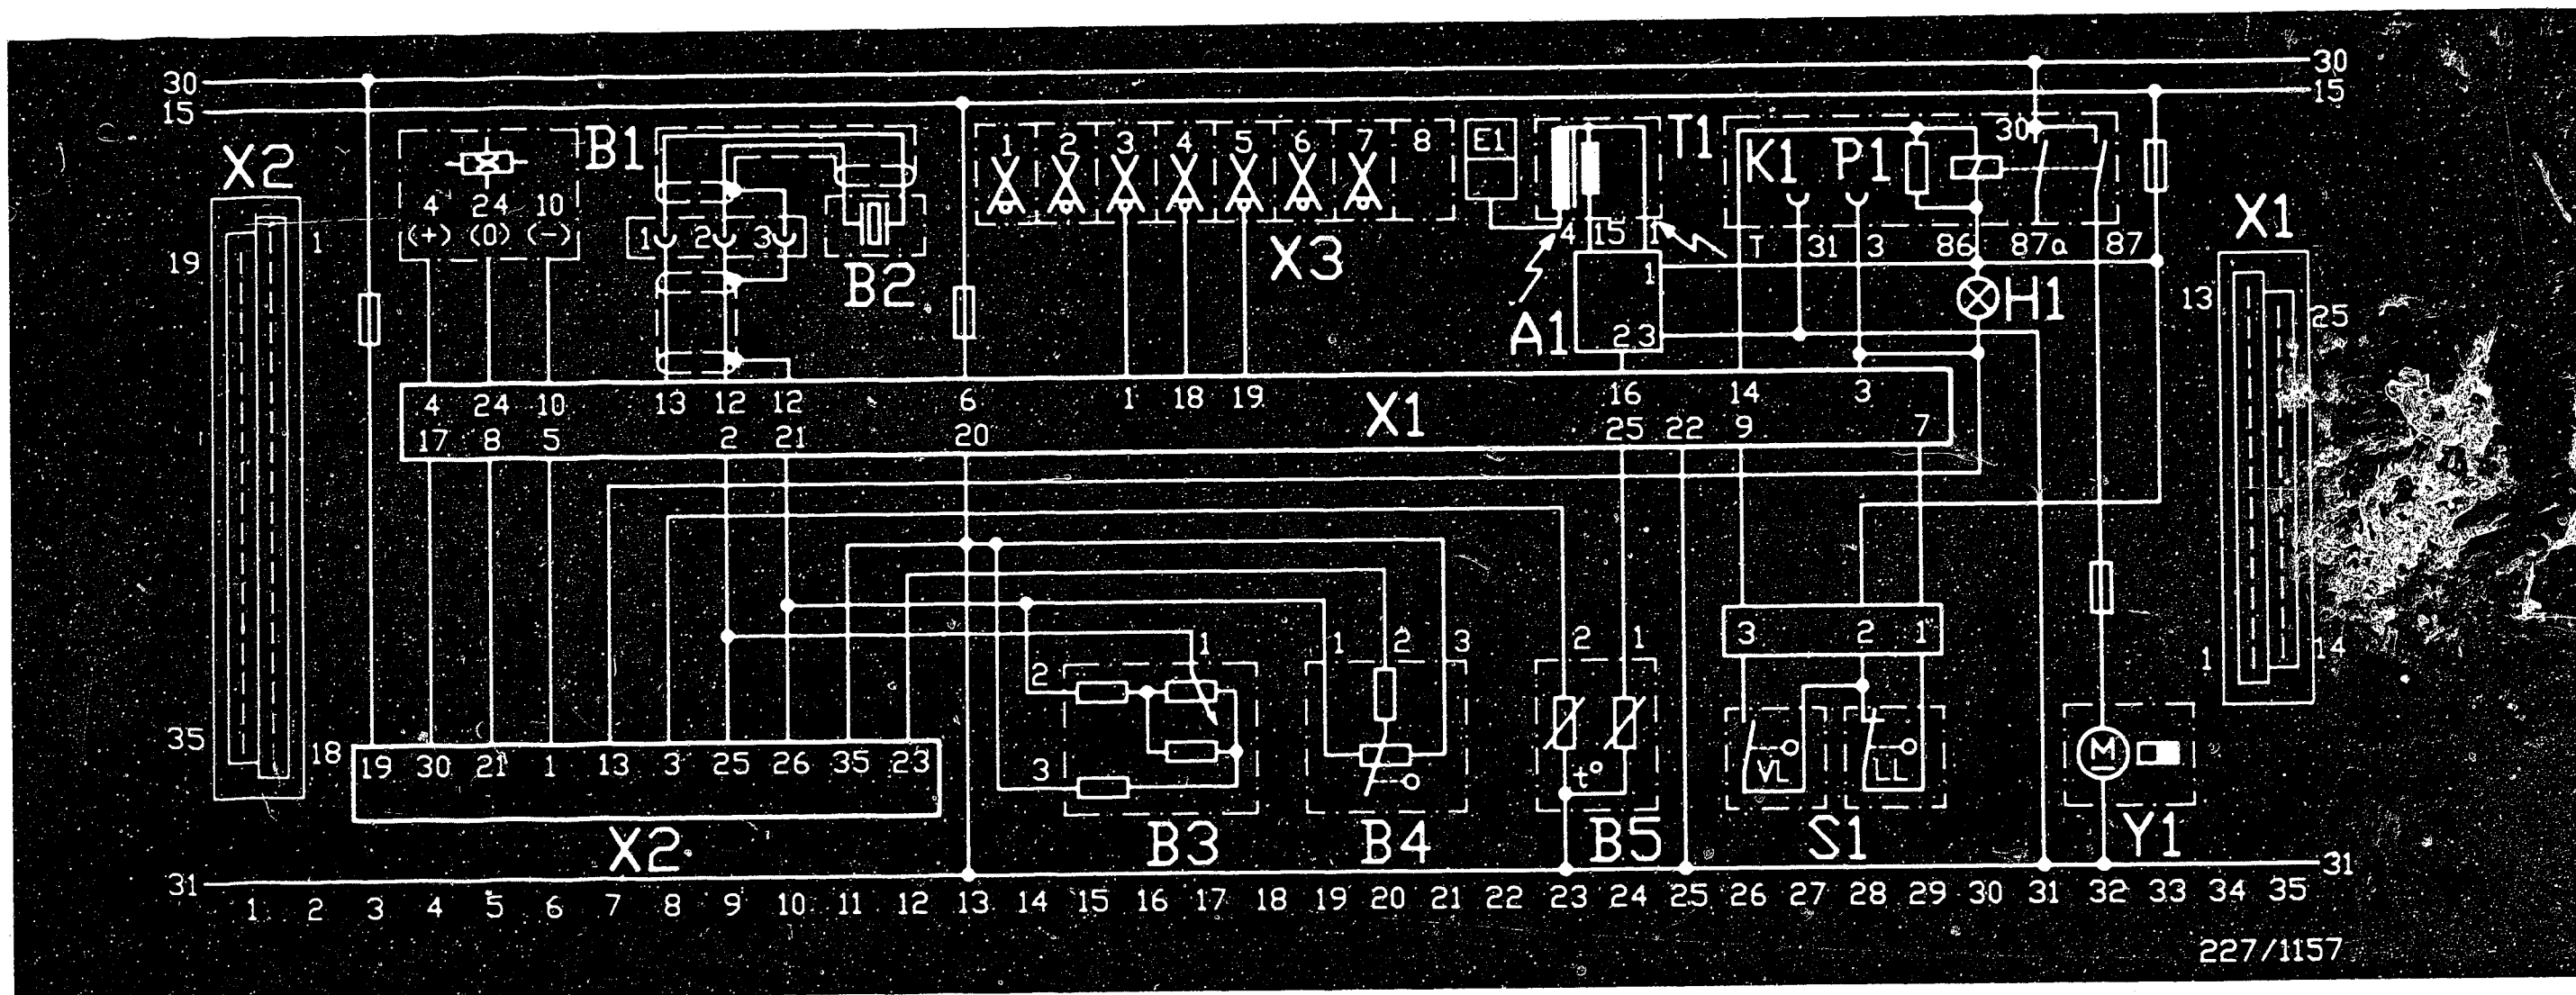 30 30
15 15
1 2 3 4 5 6 7 8 E1 T1 30
X2 B1 K1 P1
4 24 10 X1
(+) (0) (-) 1 2 3 4 15 1 T 31 3 86 87a 87
19 1 B2 X3 1 13 25
H1
A1 2 3
4 24 10 13 12 12 6 1 18 19 X1 16 14 3
17 8 5 2 21 20 25 22 9 7
1 1 2 3 2 1 3 2 1 1 14
2
35 18 19 30 21 1 13 3 25 26 35 23 3 t° VL LL M
X2 B3 B4 B5 S1 Y1
31 31
1 2 3 4 5 6 7 8 9 10 11 12 13 14 15 16 17 18 19 20 21 22 23 24 25 26 27 28 29 30 31 32 33 34 35
227/1157